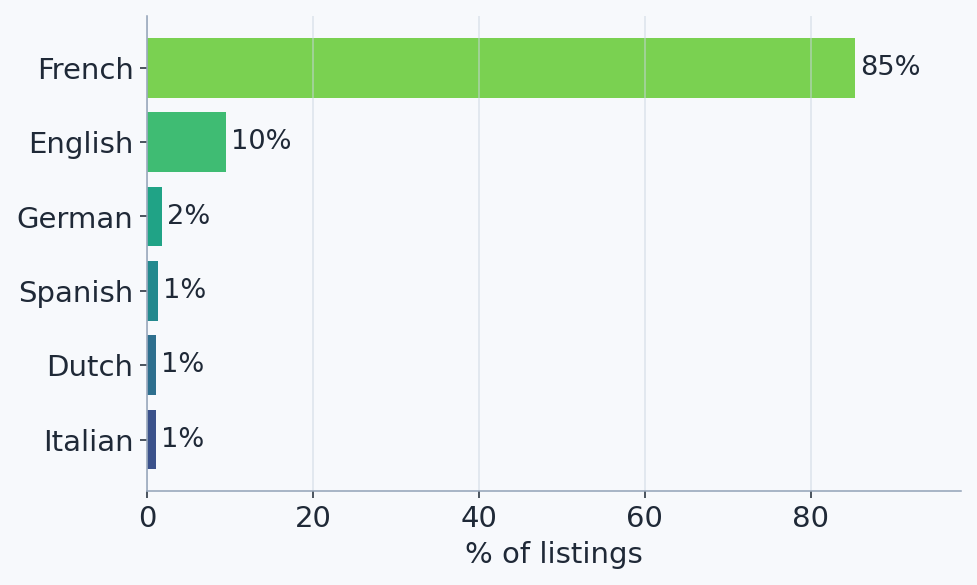 French 85%
English 10%
German 2%
Spanish 1%
Dutch 1%
Italian 1%
0 20 40 60 80
% of listings